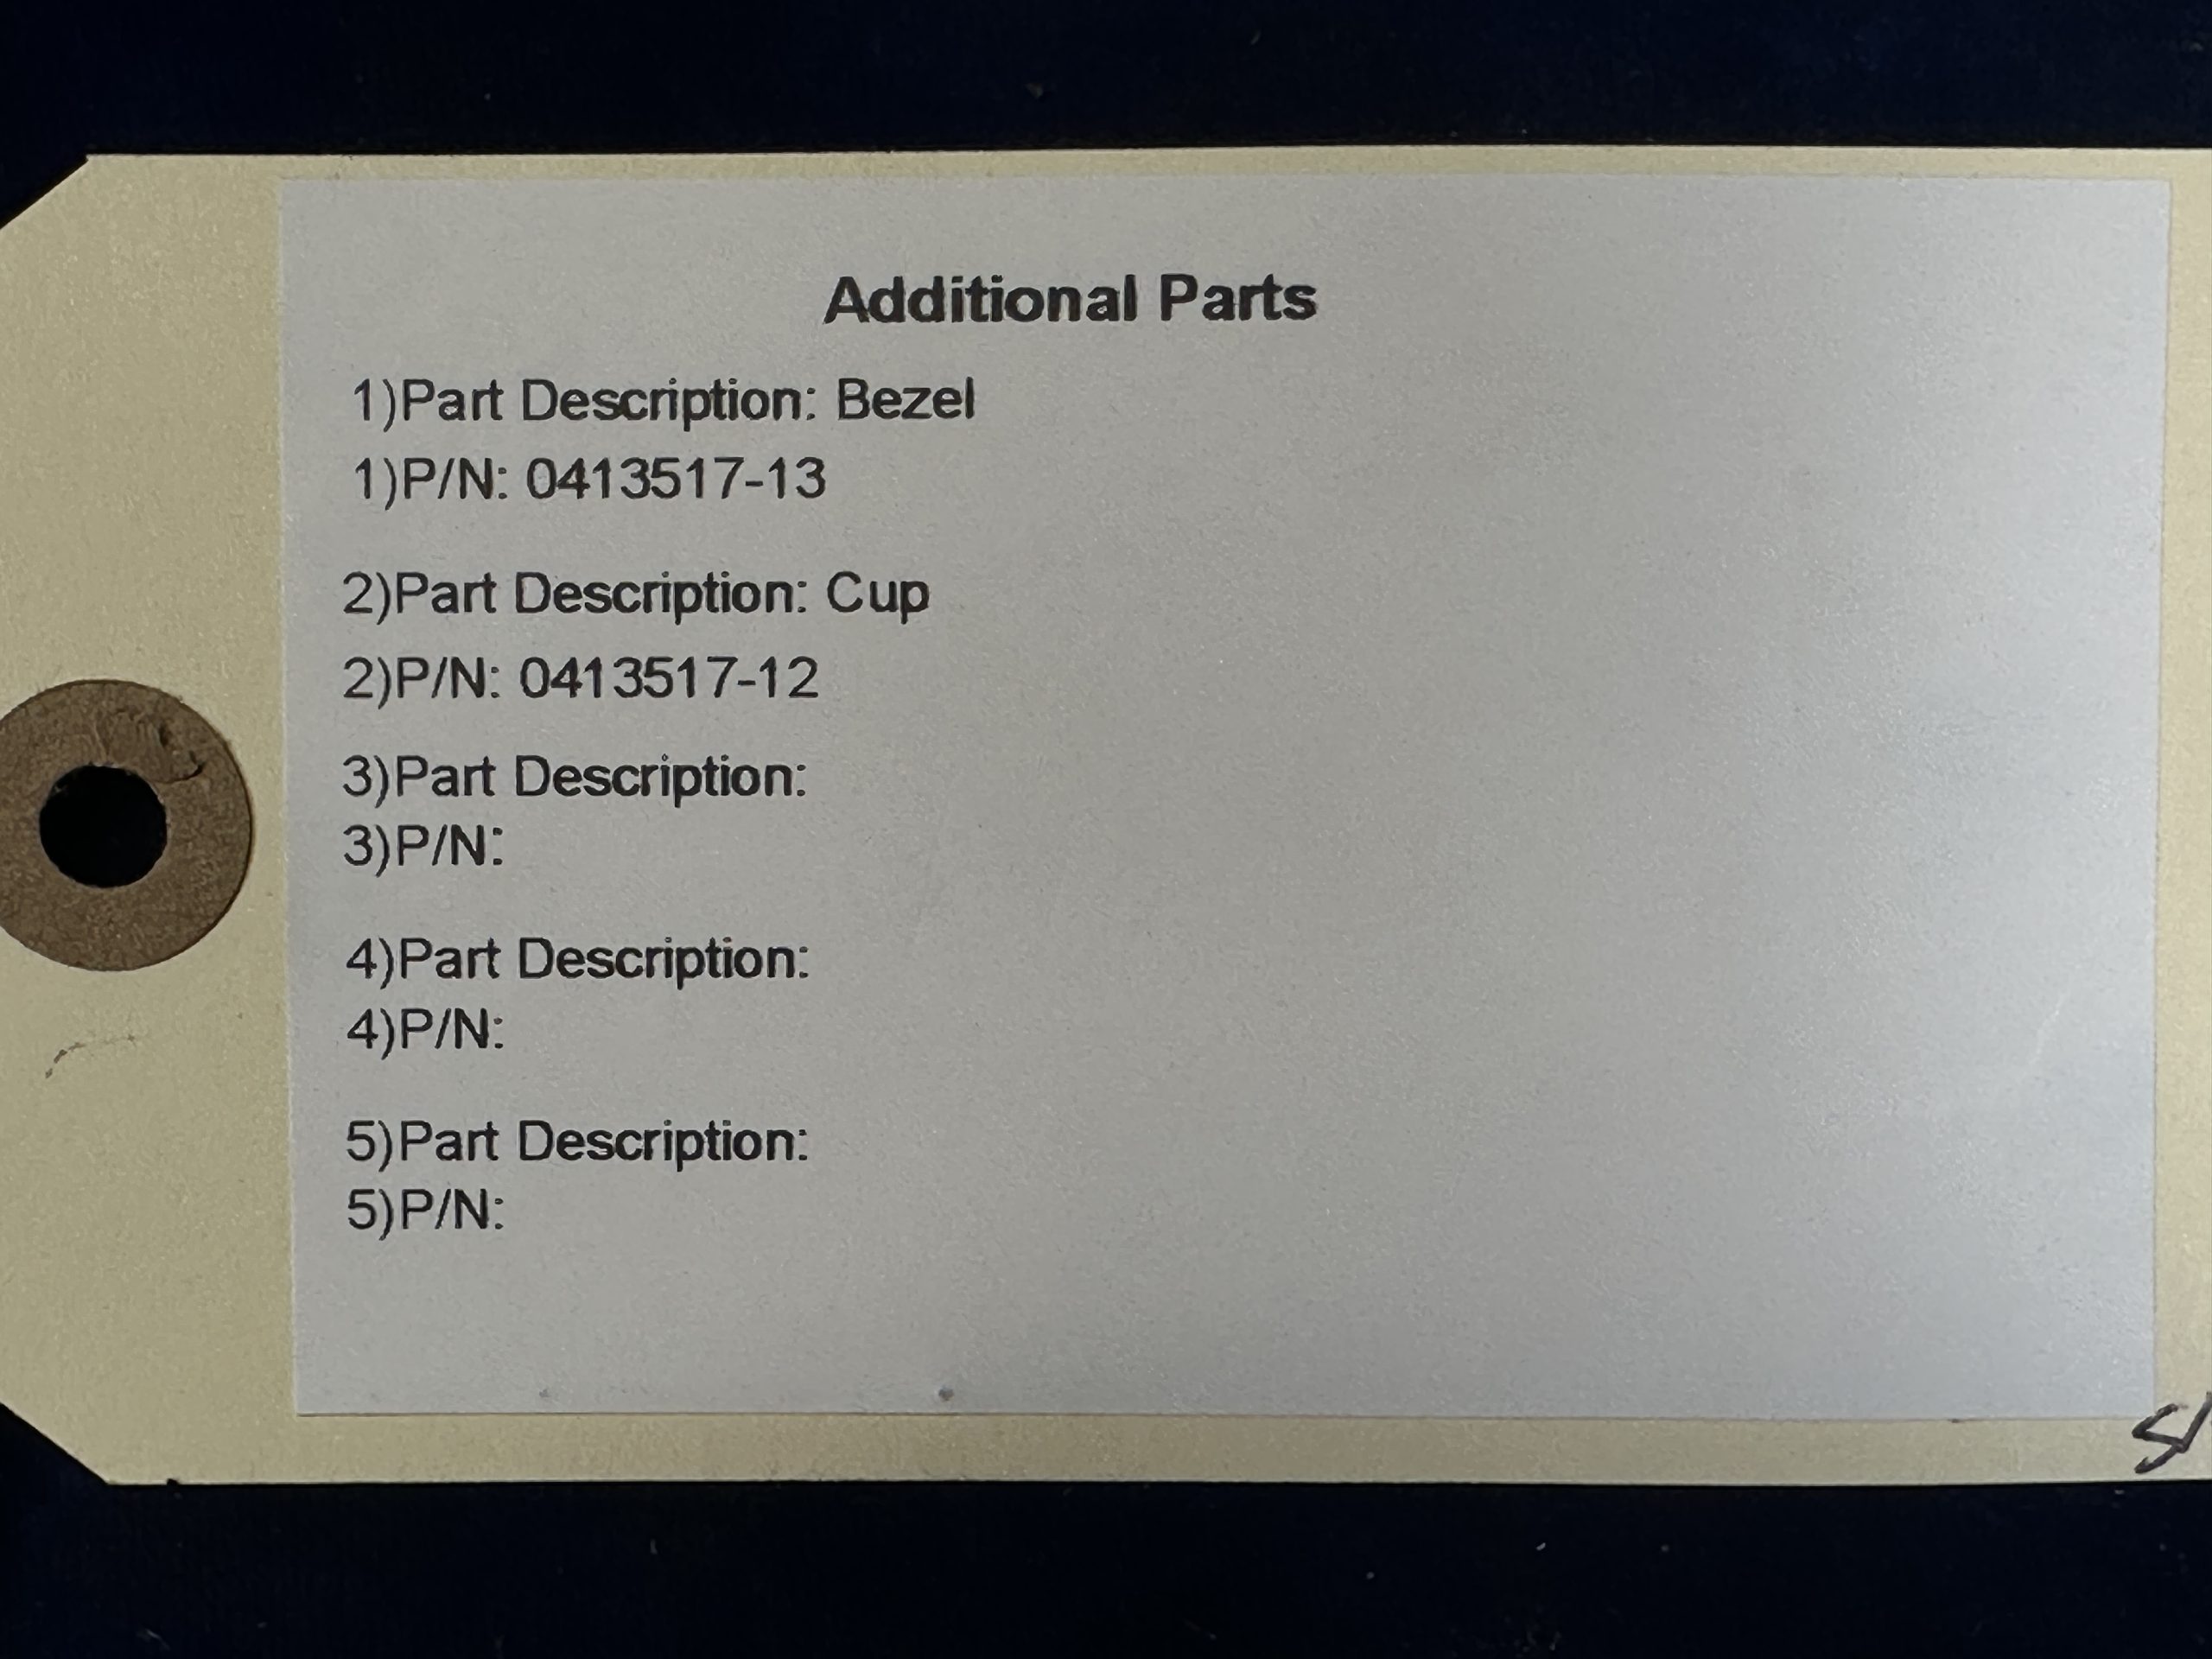 Additional Parts
1)Part Description: Bezel
1)P/N: 0413517-13
2)Part Description: Cup
2)P/N: 0413517-12
3)Part Description:
3)P/N:
4)Part Description:
4)P/N:
5)Part Description:
5)P/N: